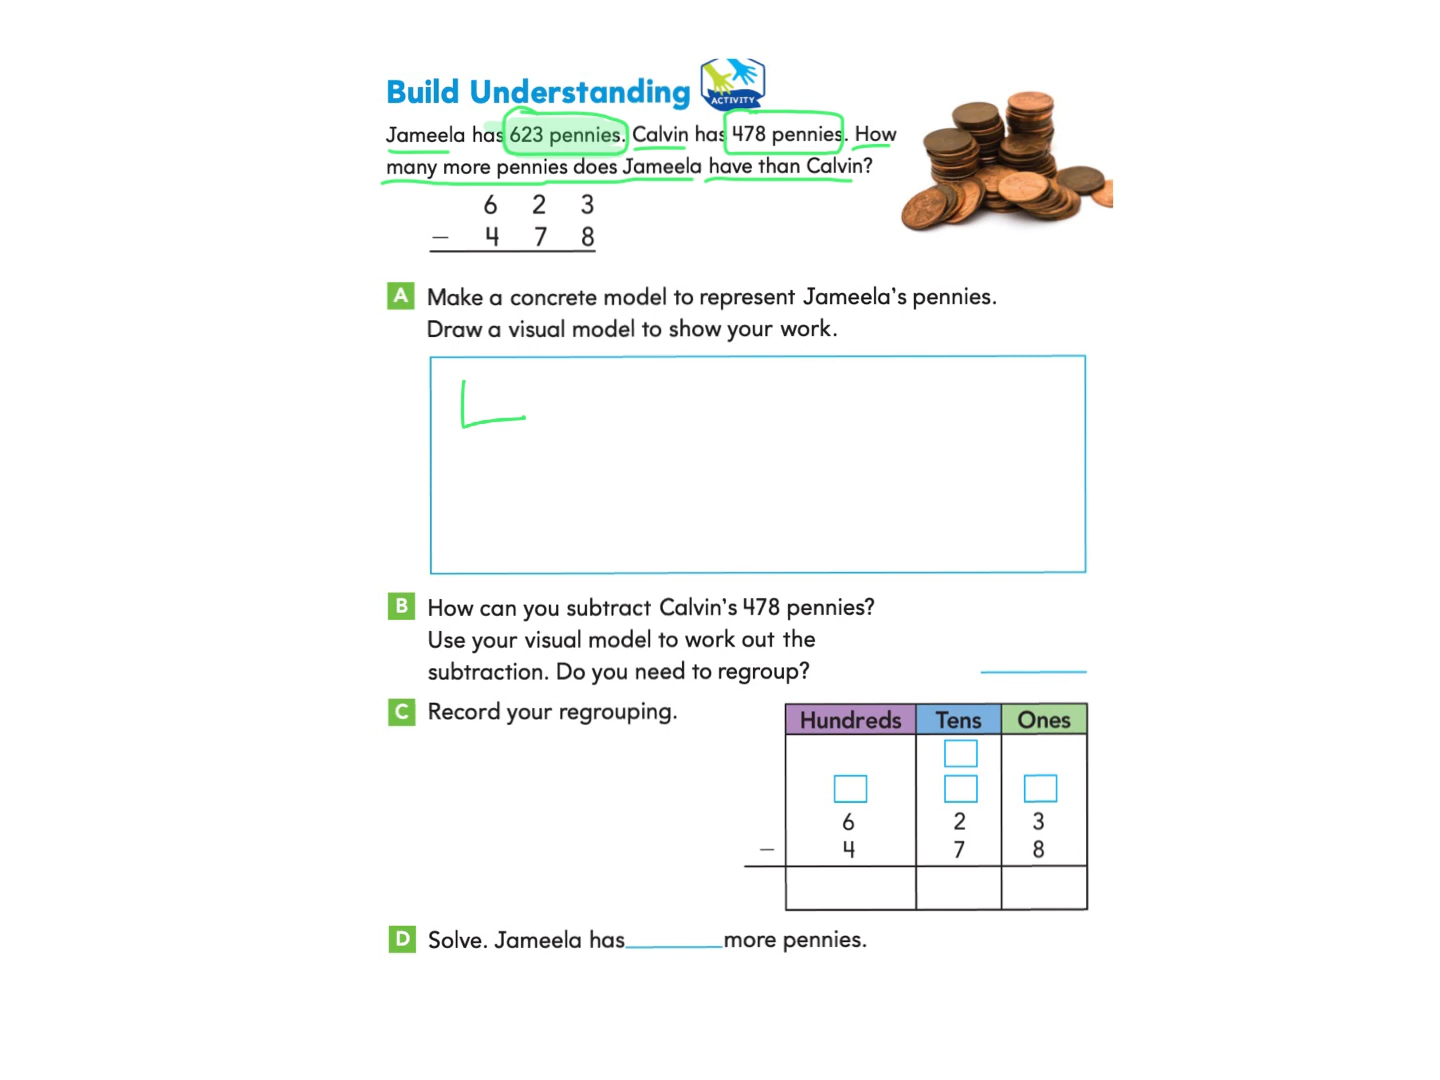 Build Understanding
ACTIVITY
Jameela has 623 pennies. Calvin has 478 pennies. How
many more pennies does Jameela have than Calvin?
6 2 3
− 4 7 8
A Make a concrete model to represent Jameela's pennies.
Draw a visual model to show your work.
B How can you subtract Calvin's 478 pennies?
Use your visual model to work out the
subtraction. Do you need to regroup?
C Record your regrouping.
Hundreds Tens Ones
6 2 3
− 4 7 8
D Solve. Jameela has more pennies.